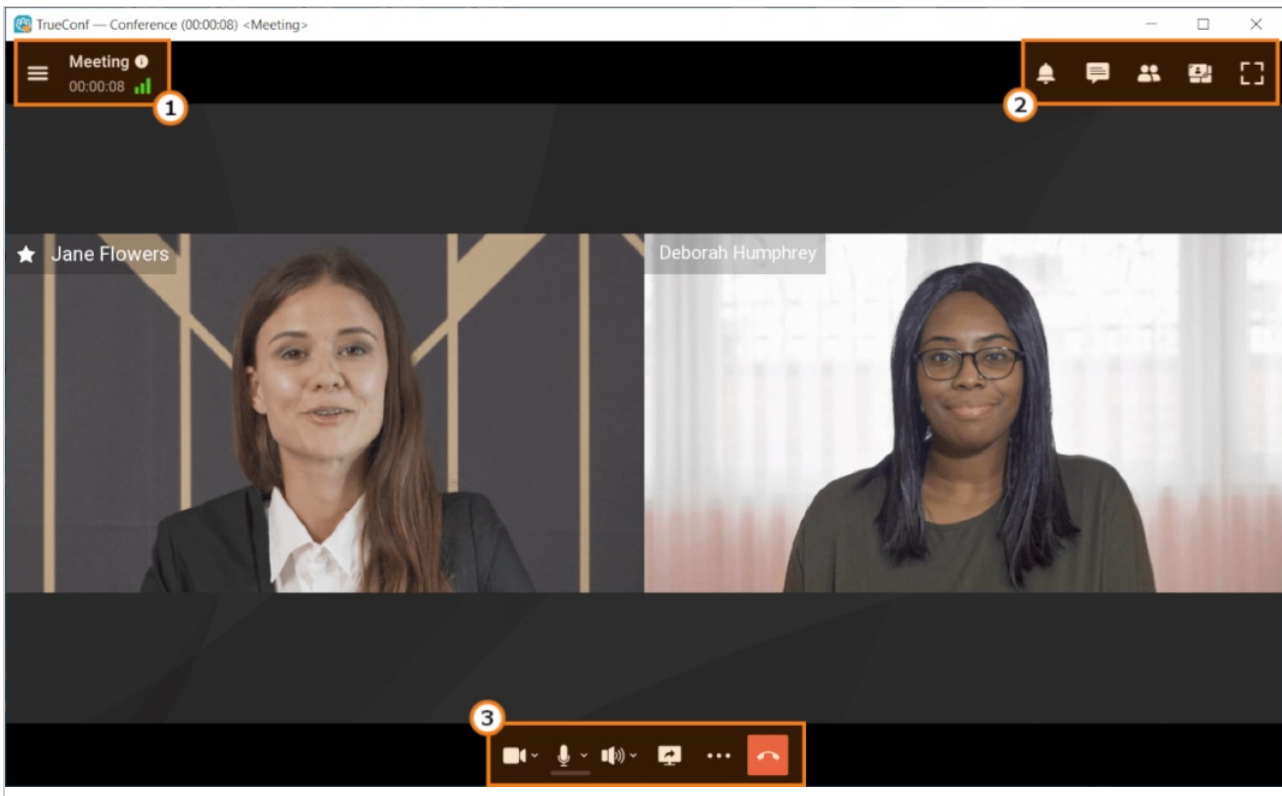 TrueConf — Conference (00:00:08) <Meeting>
Meeting
00:00:08
1
2
Jane Flowers
Deborah Humphrey
3